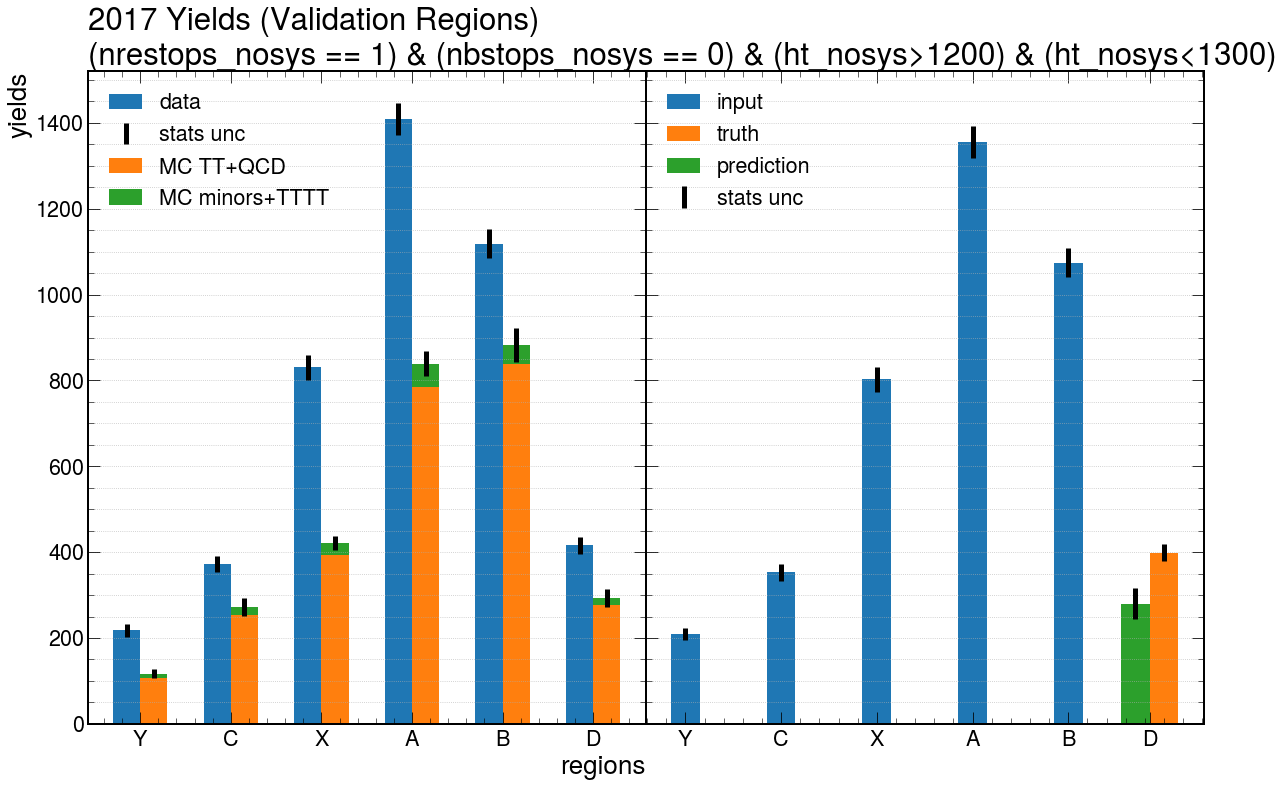 2017 Yields (Validation Regions)
(nrestops_nosys == 1) & (nbstops_nosys == 0) & (ht_nosys>1200) & (ht_nosys<1300)
yields
1400
1200
1000
800
600
400
200
0
data
stats unc
MC TT+QCD
MC minors+TTTT
Y C X A B D
input
truth
prediction
stats unc
Y C X A B D
regions